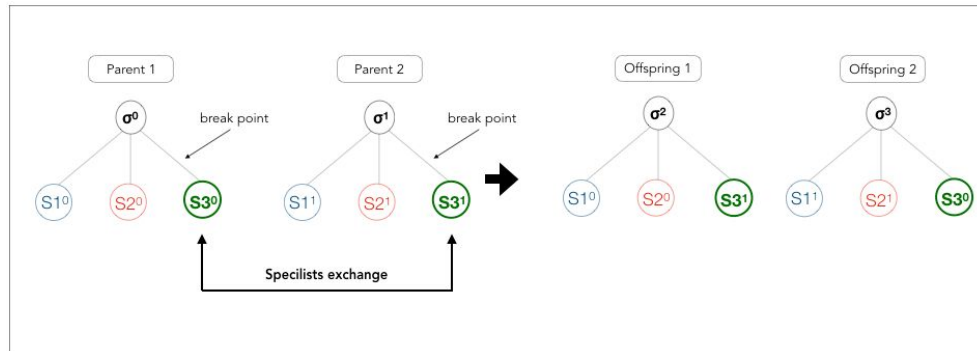 Parent 1
Parent 2
Offspring 1
Offspring 2
σ⁰
σ¹
σ²
σ³
break point
break point
S1⁰
S2⁰
S3⁰
S1¹
S2¹
S3¹
S1⁰
S2⁰
S3¹
S1¹
S2¹
S3⁰
Specilists exchange